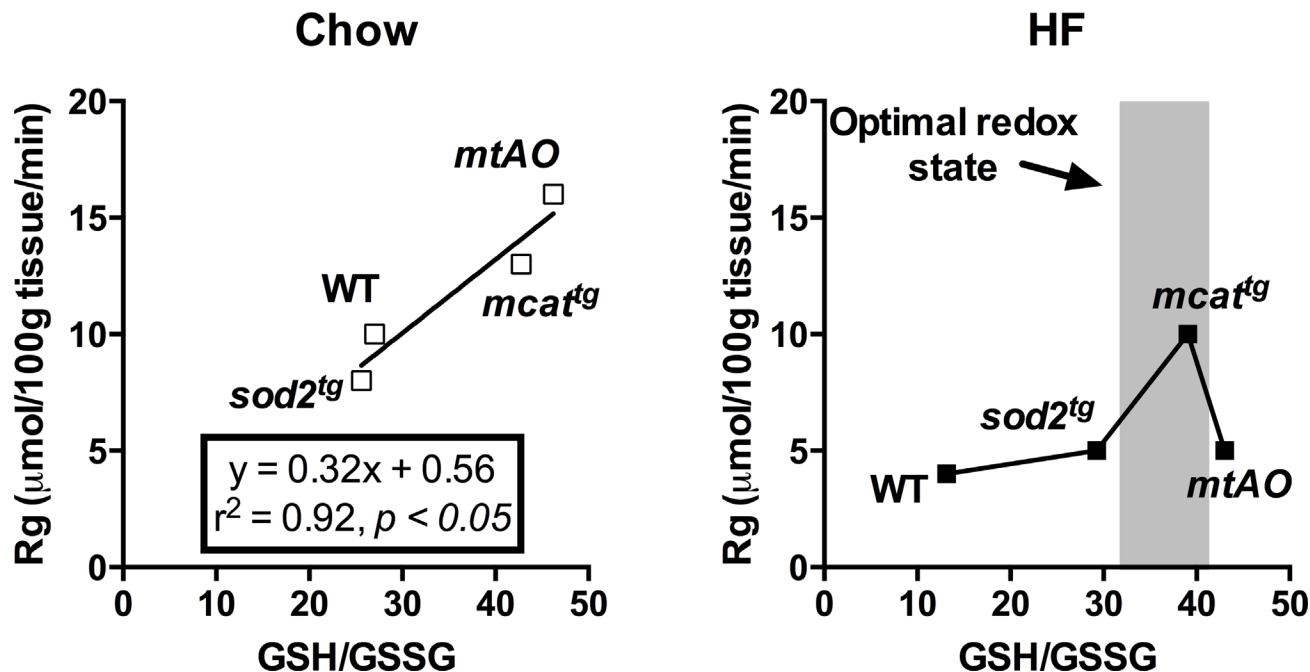 Chow
Rg (μmol/100g tissue/min)
20
15
10
5
0
mtAO
WT
mcat^tg
sod2^tg
y = 0.32x + 0.56
r² = 0.92, p < 0.05
0 10 20 30 40 50
GSH/GSSG
HF
Rg (μmol/100g tissue/min)
20
15
10
5
0
Optimal redox
state
mcat^tg
sod2^tg
WT
mtAO
0 10 20 30 40 50
GSH/GSSG